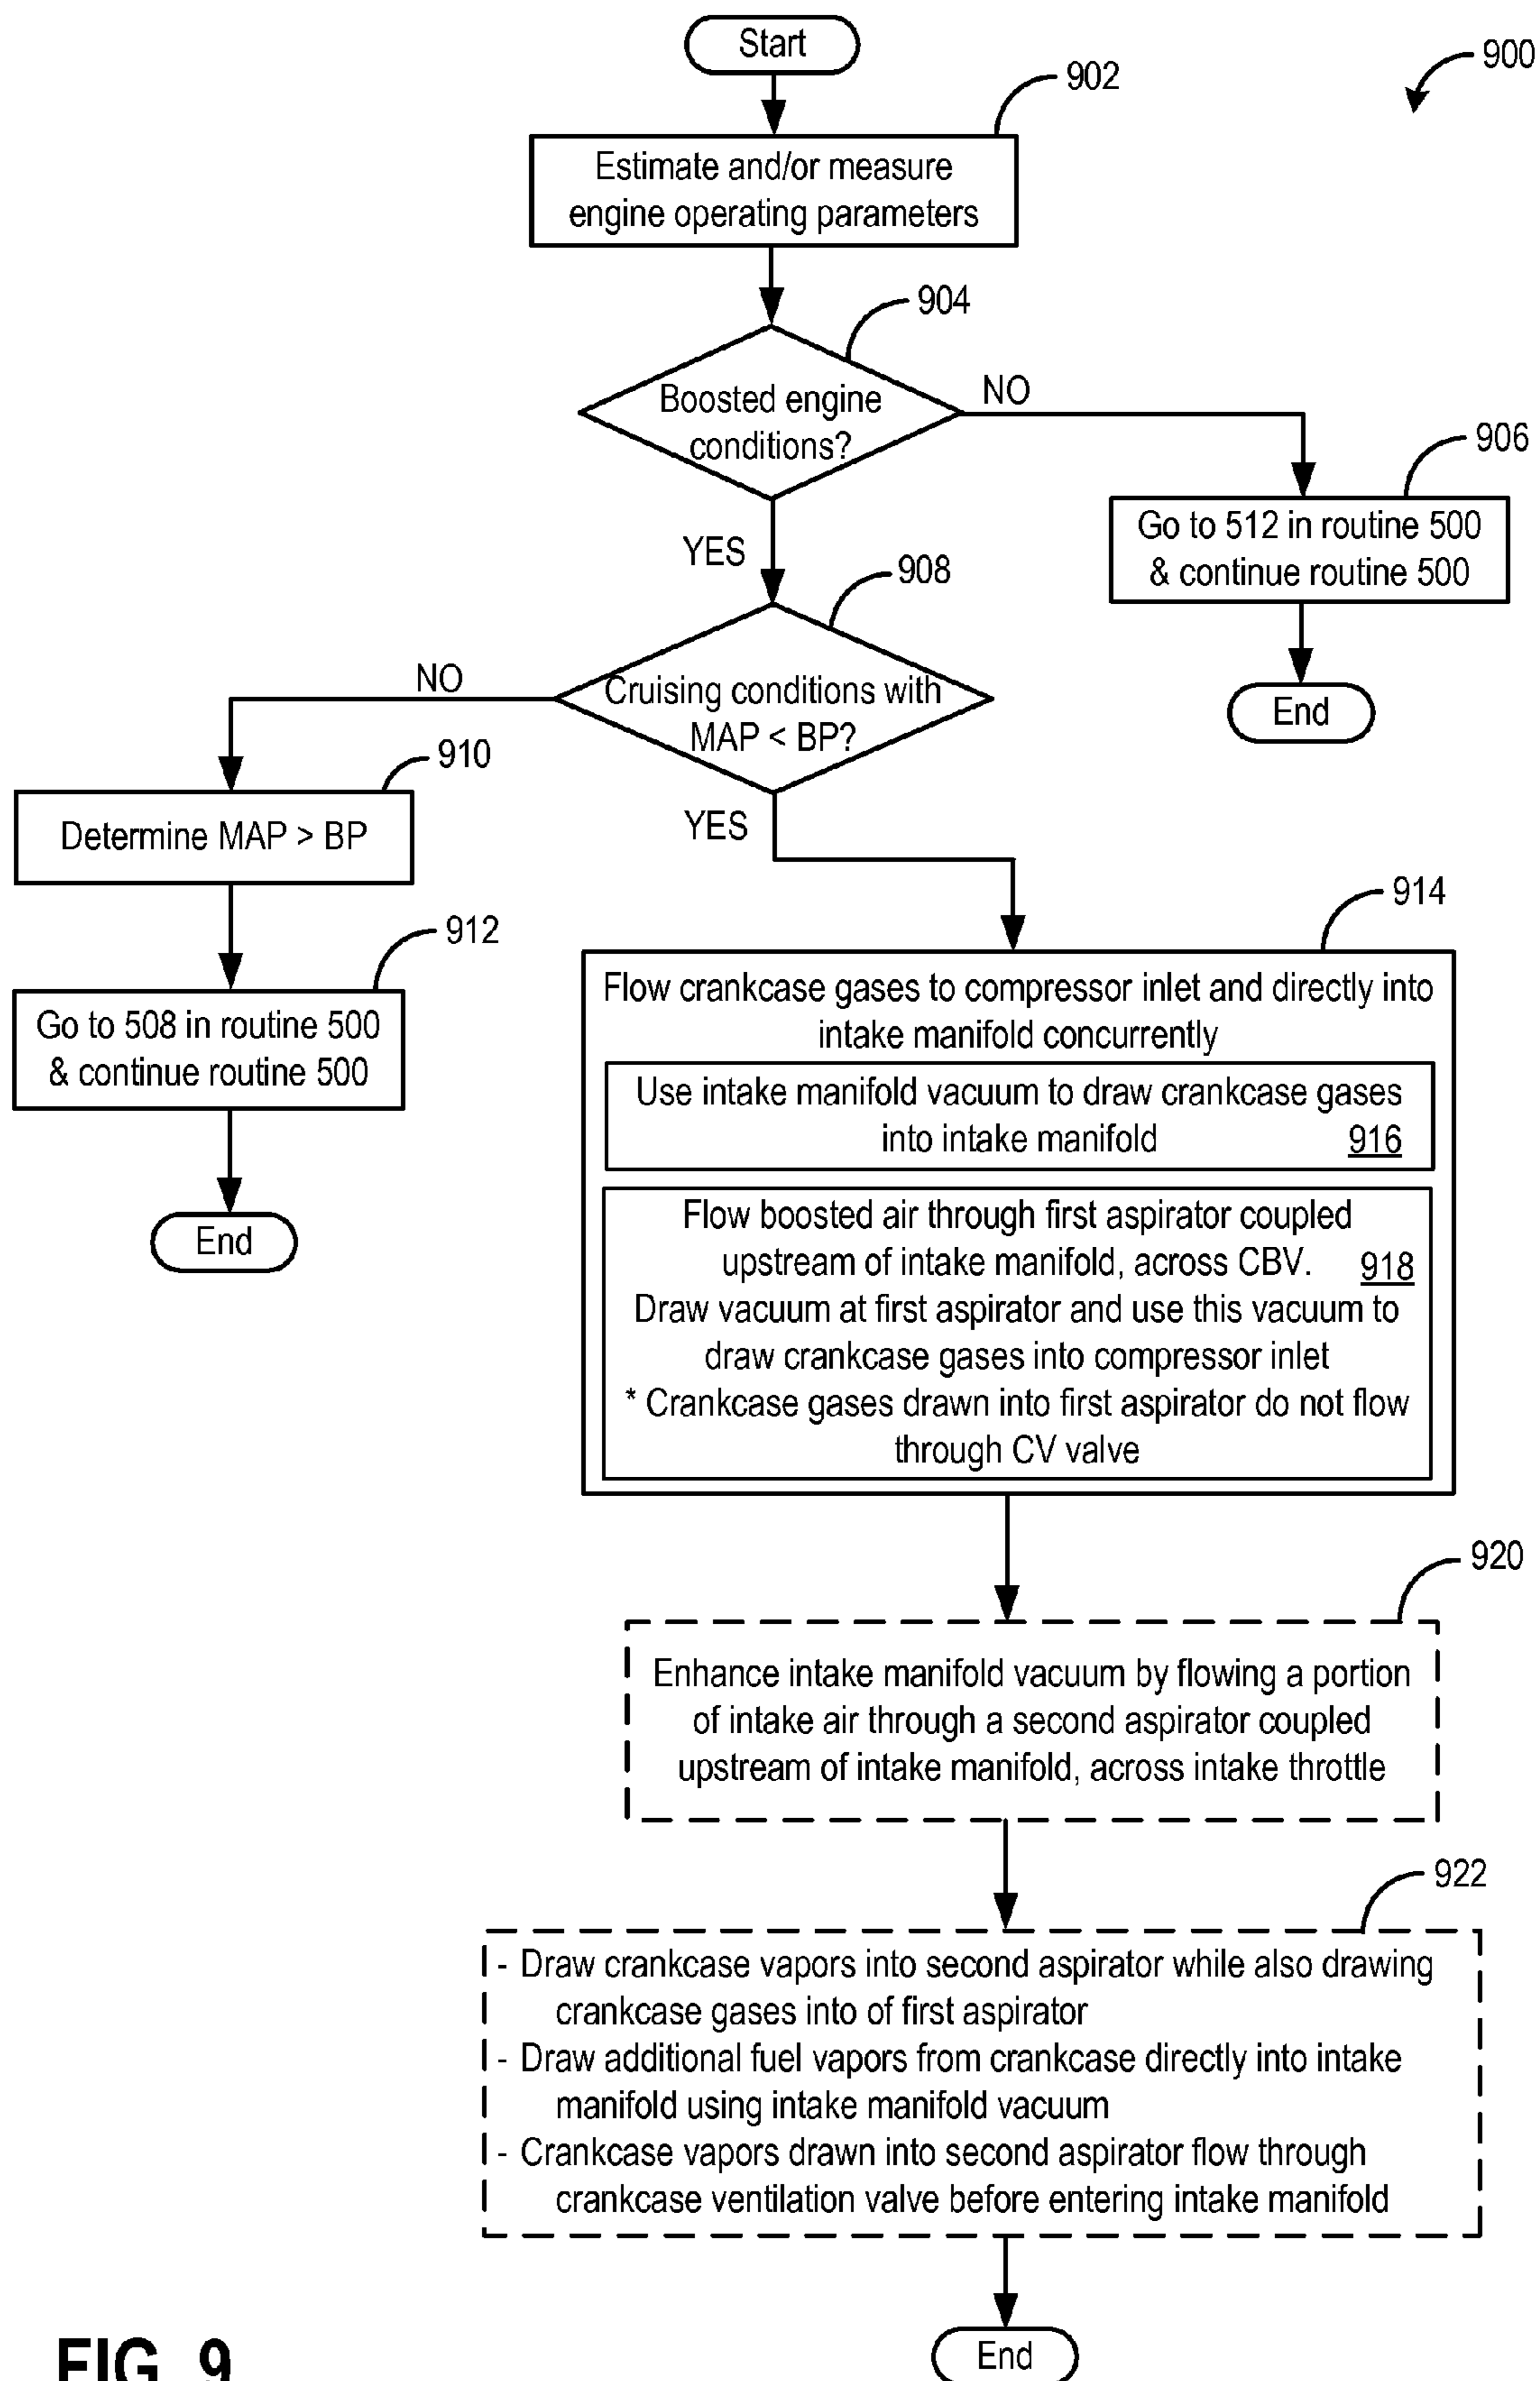 Start
900
902
Estimate and/or measure
engine operating parameters
904
Boosted engine
conditions?
NO
906
Go to 512 in routine 500
& continue routine 500
End
YES
908
Cruising conditions with
MAP < BP?
NO
910
Determine MAP > BP
912
Go to 508 in routine 500
& continue routine 500
End
YES
914
Flow crankcase gases to compressor inlet and directly into
intake manifold concurrently
Use intake manifold vacuum to draw crankcase gases
into intake manifold 916
Flow boosted air through first aspirator coupled
upstream of intake manifold, across CBV. 918
Draw vacuum at first aspirator and use this vacuum to
draw crankcase gases into compressor inlet
* Crankcase gases drawn into first aspirator do not flow
through CV valve
920
Enhance intake manifold vacuum by flowing a portion
of intake air through a second aspirator coupled
upstream of intake manifold, across intake throttle
922
- Draw crankcase vapors into second aspirator while also drawing
crankcase gases into of first aspirator
- Draw additional fuel vapors from crankcase directly into intake
manifold using intake manifold vacuum
- Crankcase vapors drawn into second aspirator flow through
crankcase ventilation valve before entering intake manifold
End
FIG. 9